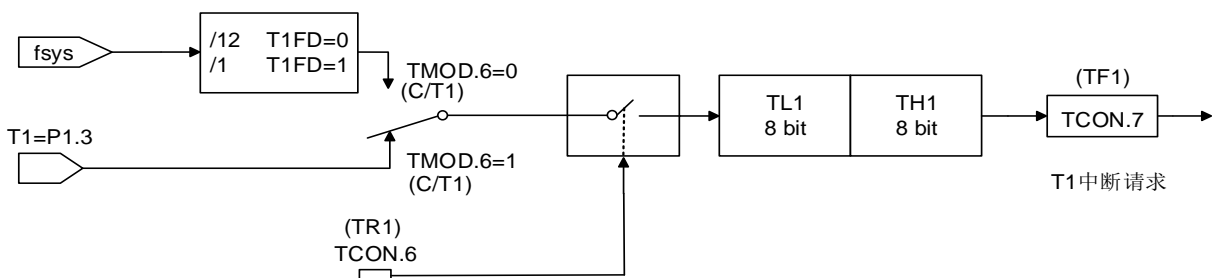 fsys
/12 T1FD=0
/1 T1FD=1
TMOD.6=0
(C/T1)
T1=P1.3
TMOD.6=1
(C/T1)
TL1
8 bit
TH1
8 bit
(TF1)
TCON.7
T1中断请求
(TR1)
TCON.6